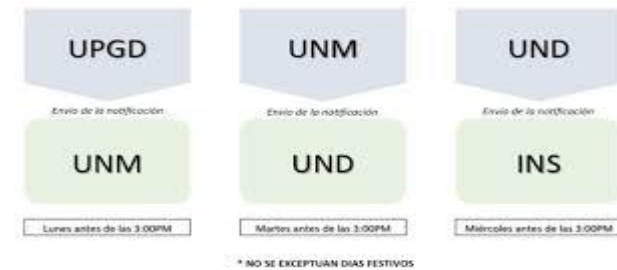 UPGD
UNM
UND
Envío de la notificación
Envío de la notificación
Envío de la notificación
UNM
UND
INS
Lunes antes de las 3:00PM
Martes antes de las 3:00PM
Miércoles antes de las 3:00PM
* NO SE EXCEPTUAN DIAS FESTIVOS